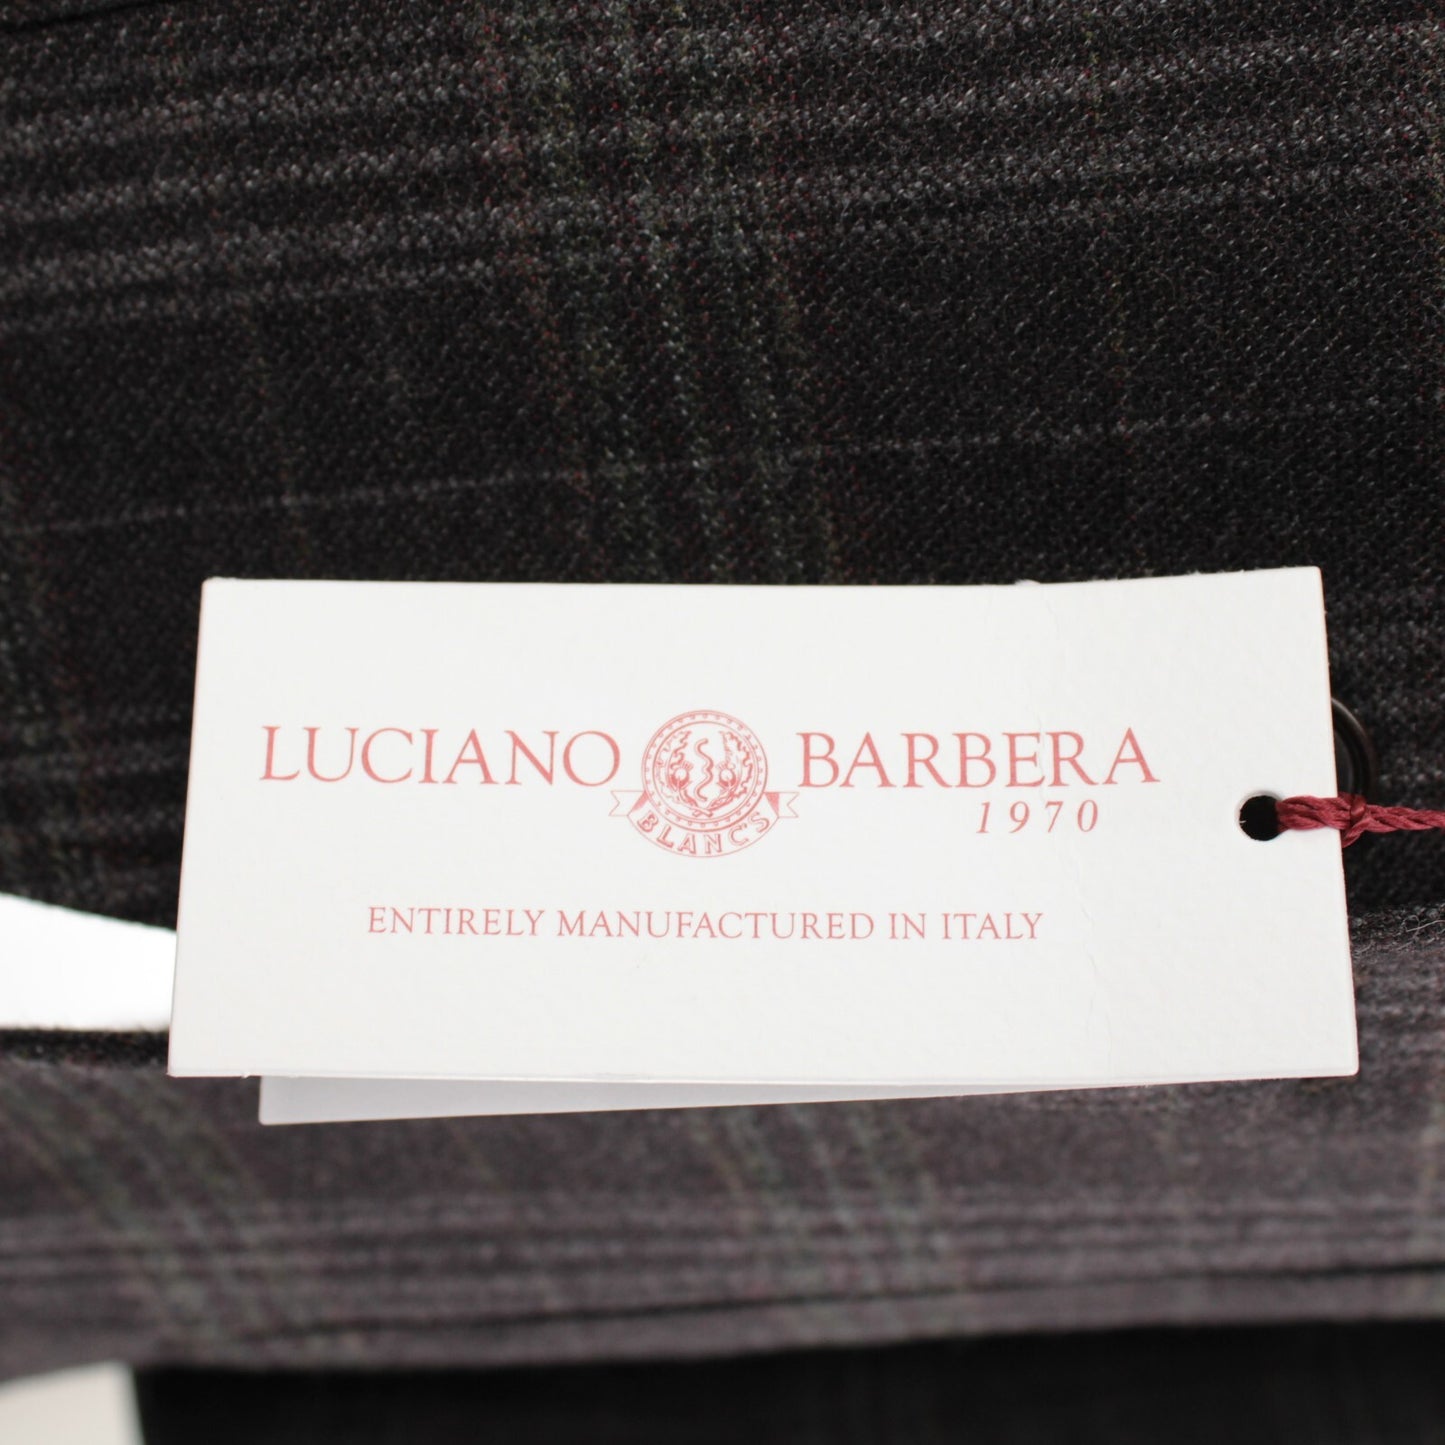 LUCIANO BARBERA
1970
BLANC'S
ENTIRELY MANUFACTURED IN ITALY